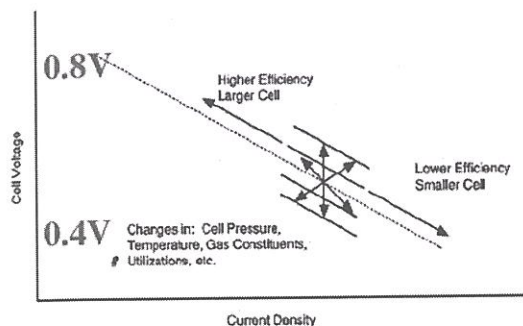 0.8V
Higher Efficiency
Larger Cell
Cell Voltage
Lower Efficiency
Smaller Cell
0.4V
Changes in: Cell Pressure,
Temperature, Gas Constituents,
Utilizations, etc.
Current Density